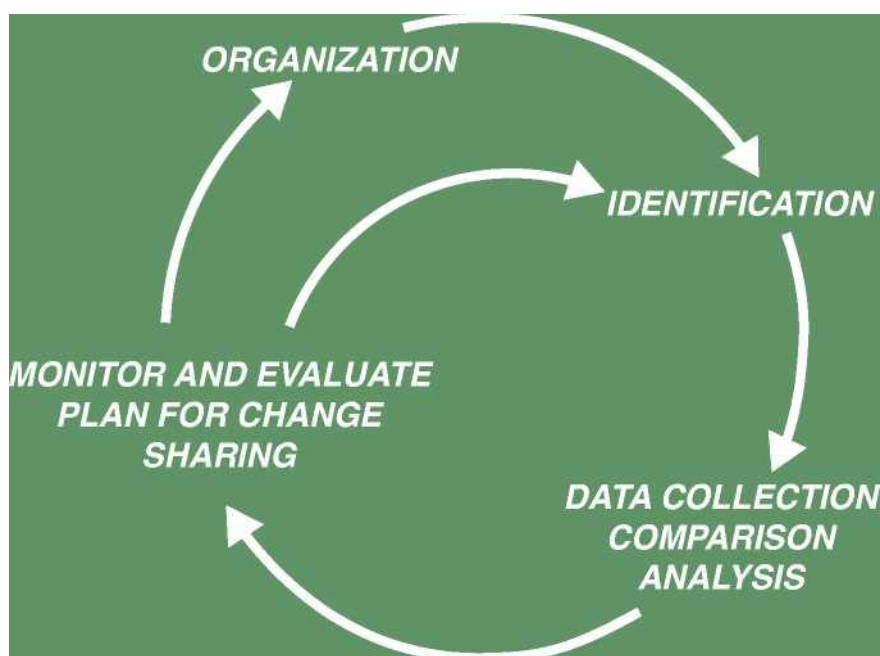 ORGANIZATION
IDENTIFICATION
MONITOR AND EVALUATE
PLAN FOR CHANGE
SHARING
DATA COLLECTION
COMPARISON
ANALYSIS